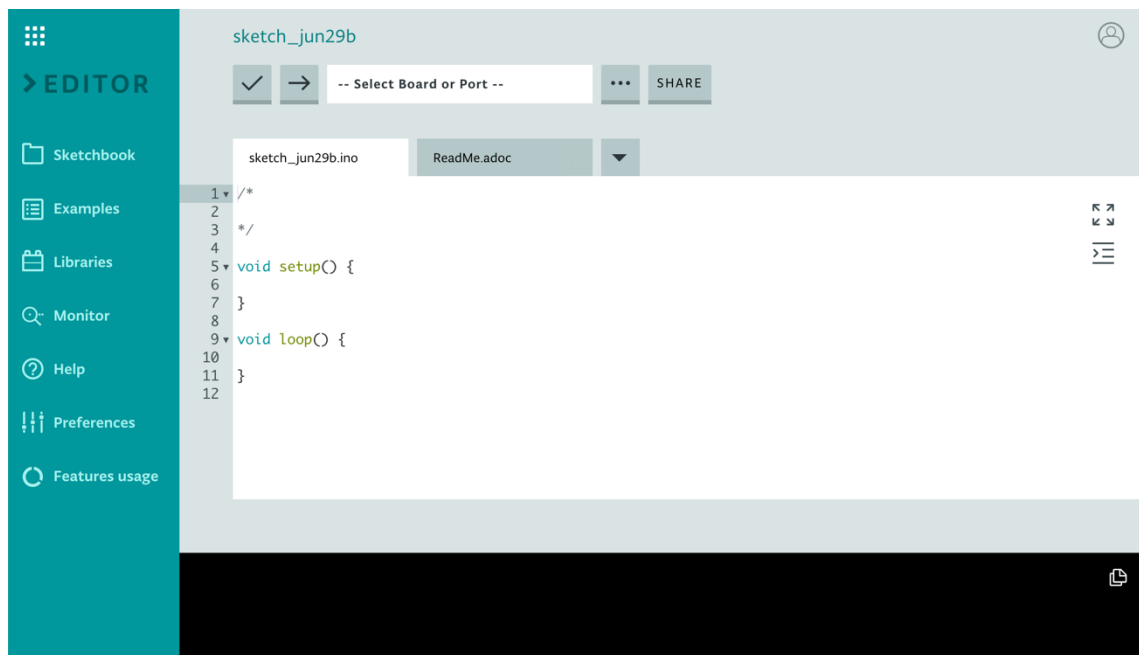 sketch_jun29b
EDITOR
-- Select Board or Port --
SHARE
Sketchbook
Examples
Libraries
Monitor
Help
Preferences
Features usage
sketch_jun29b.ino
ReadMe.adoc
1 /*
2
3 */
4
5 void setup() {
6
7 }
8
9 void loop() {
10
11 }
12